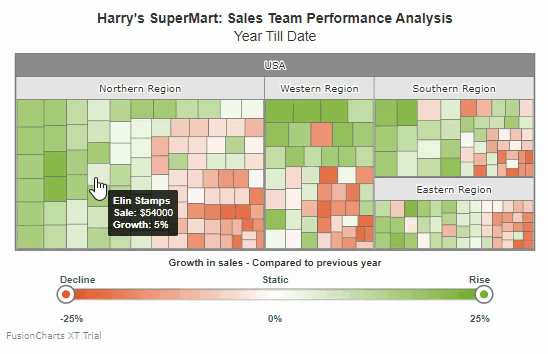 Harry's SuperMart: Sales Team Performance Analysis
Year Till Date
USA
Northern Region
Western Region
Southern Region
Elin Stamps
Sale: $54000
Growth: 5%
Eastern Region
Growth in sales - Compared to previous year
Decline Static Rise
-25% 0% 25%
FusionCharts XT Trial